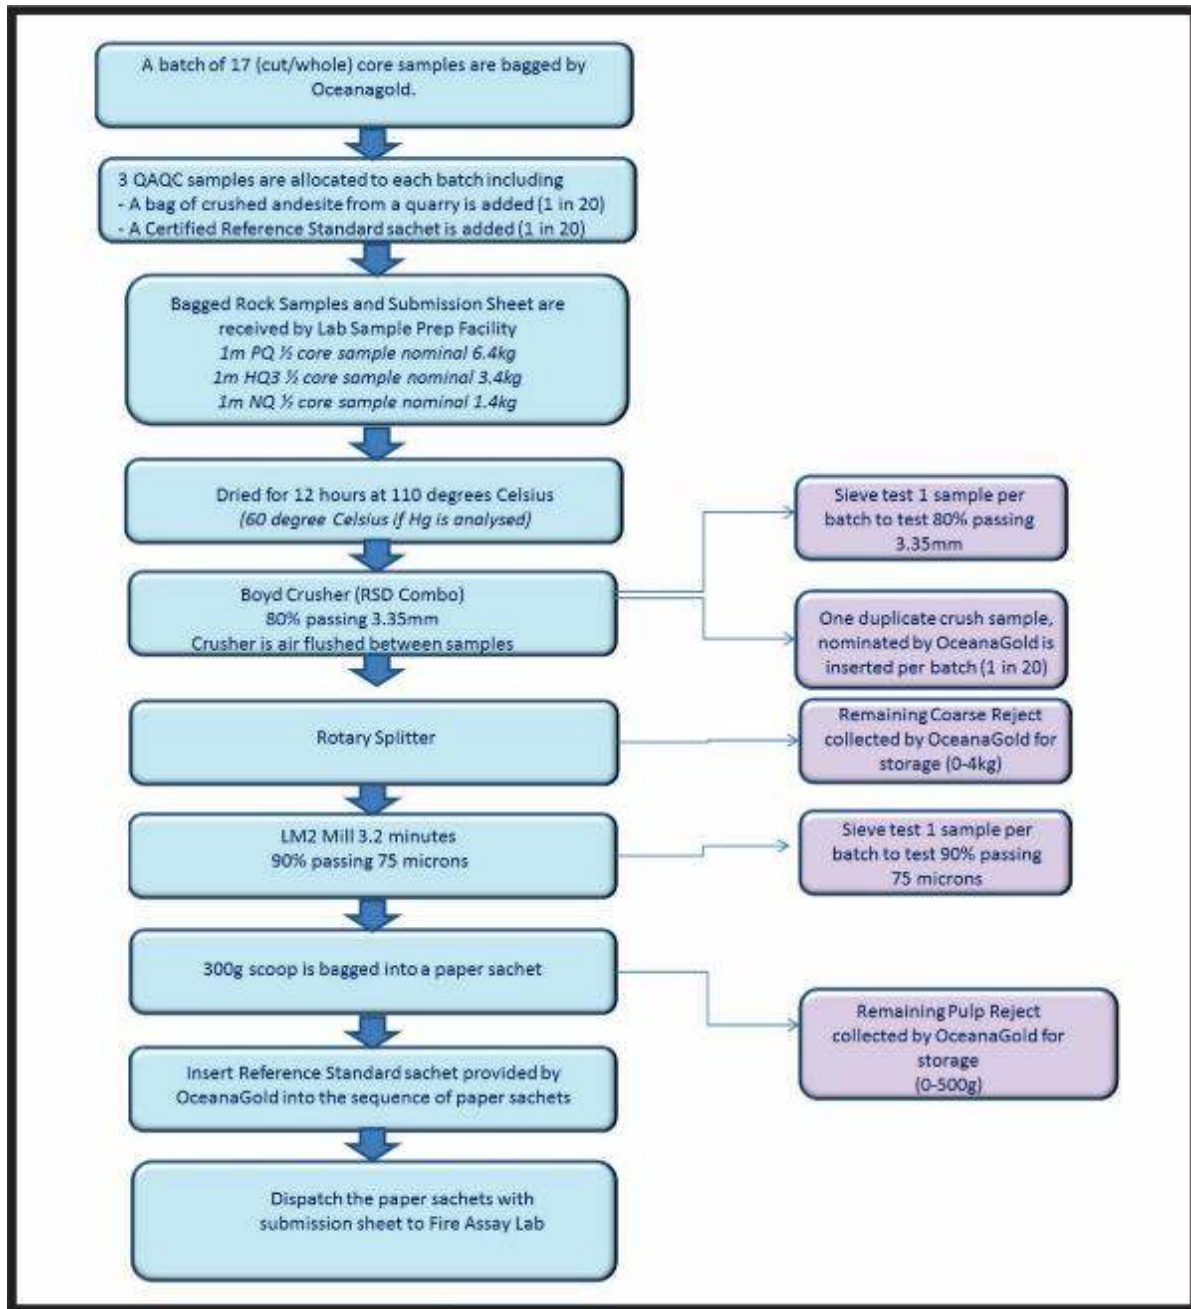 A batch of 17 (cut/whole) core samples are bagged by
Oceanagold.
3 QAQC samples are allocated to each batch including
- A bag of crushed andesite from a quarry is added (1 in 20)
- A Certified Reference Standard sachet is added (1 in 20)
Bagged Rock Samples and Submission Sheet are
received by Lab Sample Prep Facility
1m PQ ½ core sample nominal 6.4kg
1m HQ3 ½ core sample nominal 3.4kg
1m NQ ½ core sample nominal 1.4kg
Dried for 12 hours at 110 degrees Celsius
(60 degree Celsius if Hg is analysed)
Sieve test 1 sample per
batch to test 80% passing
3.35mm
Boyd Crusher (RSD Combo)
80% passing 3.35mm
Crusher is air flushed between samples
One duplicate crush sample,
nominated by OceanaGold is
inserted per batch (1 in 20)
Rotary Splitter
Remaining Coarse Reject
collected by OceanaGold for
storage (0-4kg)
LM2 Mill 3.2 minutes
90% passing 75 microns
Sieve test 1 sample per
batch to test 90% passing
75 microns
300g scoop is bagged into a paper sachet
Remaining Pulp Reject
collected by OceanaGold for
storage
(0-500g)
Insert Reference Standard sachet provided by
OceanaGold into the sequence of paper sachets
Dispatch the paper sachets with
submission sheet to Fire Assay Lab